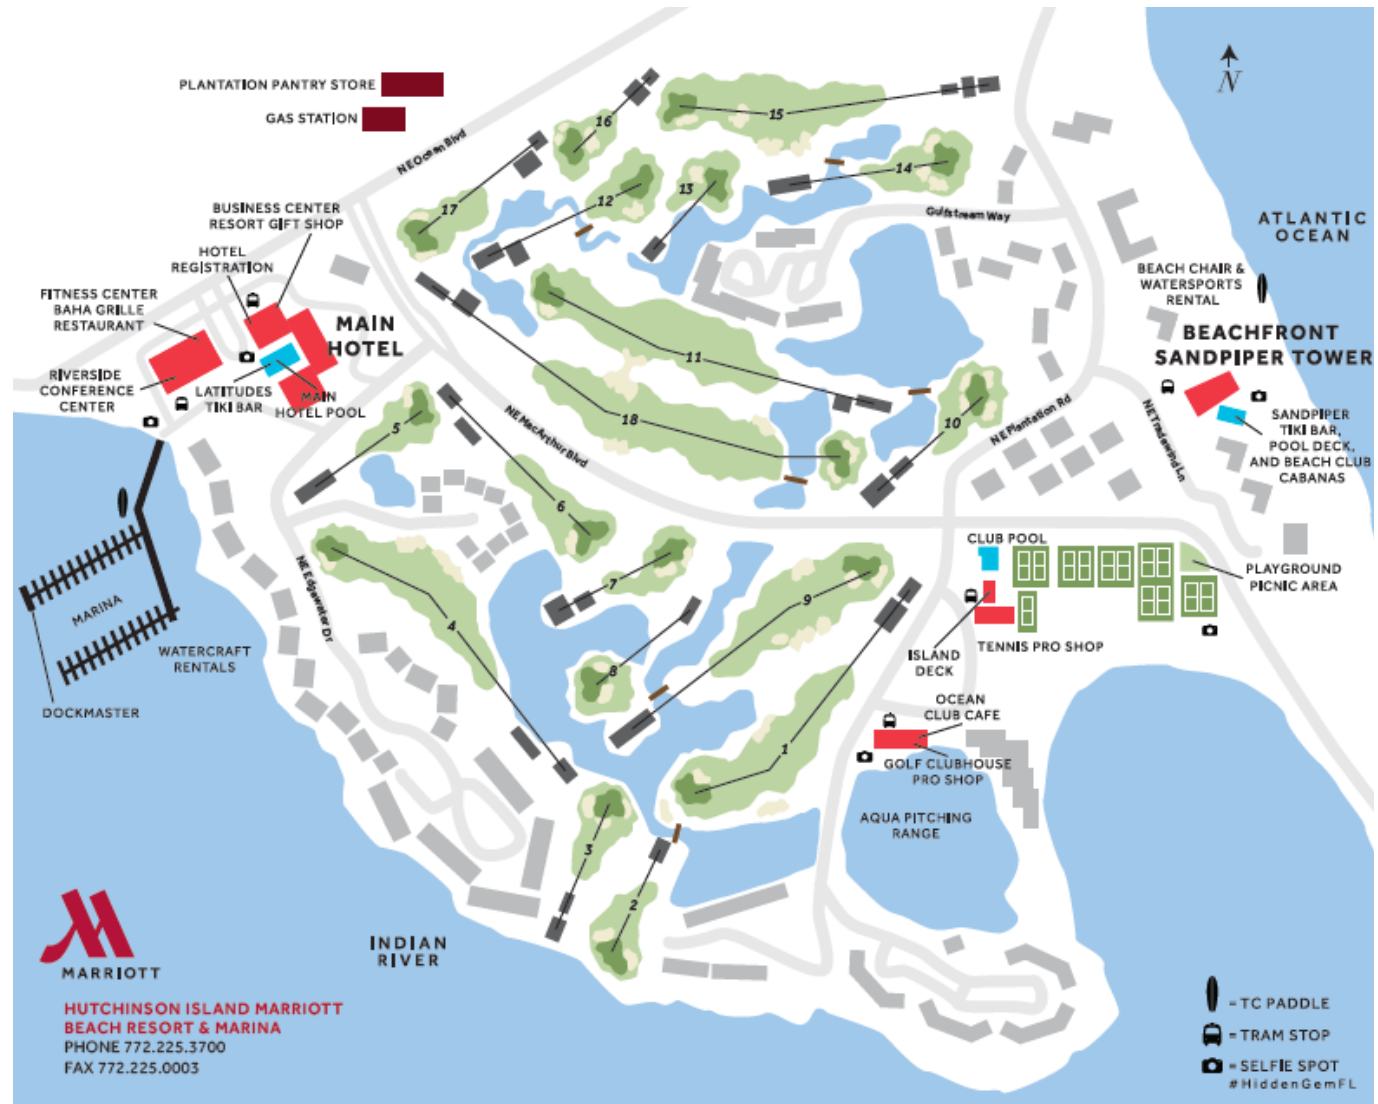 PLANTATION PANTRY STORE
GAS STATION
NE Ocean Blvd
16
15
14
13
12
17
N
Gulfstream Way
ATLANTIC
OCEAN
BUSINESS CENTER
RESORT GIFT SHOP
HOTEL
REGISTRATION
FITNESS CENTER
BAHA GRILLE
RESTAURANT
MAIN
HOTEL
RIVERSIDE
CONFERENCE
CENTER
LATITUDES
TIKI BAR
MAIN
HOTEL POOL
BEACH CHAIR &
WATERSPORTS
RENTAL
BEACHFRONT
SANDPIPER TOWER
SANDPIPER
TIKI BAR,
POOL DECK,
AND BEACH CLUB
CABANAS
11
18
10
5
6
NE MacArthur Blvd
NE Plantation Rd
NE Tradewind Ln
CLUB POOL
PLAYGROUND
PICNIC AREA
7
9
4
8
1
NE Edgewater Dr
MARINA
WATERCRAFT
RENTALS
DOCKMASTER
TENNIS PRO SHOP
ISLAND
DECK
OCEAN
CLUB CAFE
GOLF CLUBHOUSE
PRO SHOP
AQUA PITCHING
RANGE
3
2
INDIAN
RIVER
MARRIOTT
HUTCHINSON ISLAND MARRIOTT
BEACH RESORT & MARINA
PHONE 772.225.3700
FAX 772.225.0003
= TC PADDLE
= TRAM STOP
= SELFIE SPOT
#HiddenGemFL